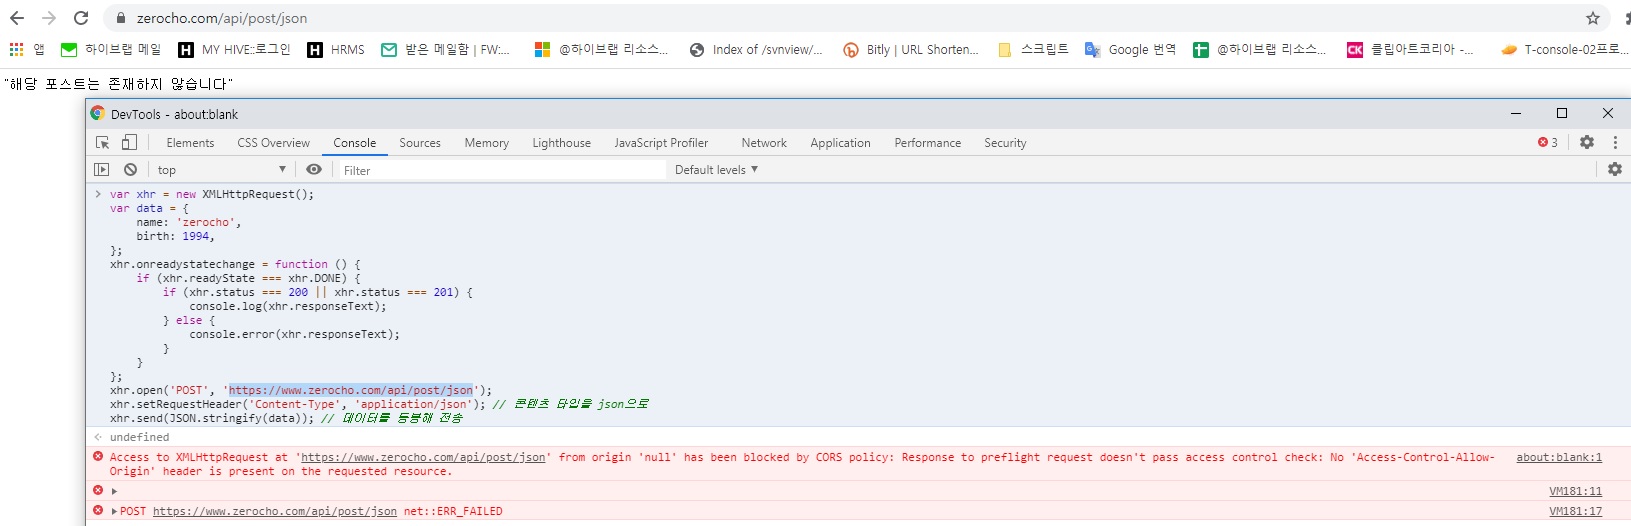 zerocho.com/api/post/json
앱 하이브랩 메일 MY HIVE::로그인 HRMS 받은 메일함 | FW:... @하이브랩 리소스... Index of /svnview/... Bitly | URL Shorten... 스크립트 Google 번역 @하이브랩 리소스... 클립아트코리아 -... T-console-02프로...
"해당 포스트는 존재하지 않습니다"
DevTools - about:blank
Elements CSS Overview Console Sources Memory Lighthouse JavaScript Profiler Network Application Performance Security 3
top Filter Default levels
var xhr = new XMLHttpRequest();
var data = {
name: 'zerocho',
birth: 1994,
};
xhr.onreadystatechange = function () {
if (xhr.readyState === xhr.DONE) {
if (xhr.status === 200 || xhr.status === 201) {
console.log(xhr.responseText);
} else {
console.error(xhr.responseText);
}
}
};
xhr.open('POST', 'https://www.zerocho.com/api/post/json');
xhr.setRequestHeader('Content-Type', 'application/json'); // 콘텐츠 타입을 json으로
xhr.send(JSON.stringify(data)); // 데이터를 동봉해 전송
undefined
Access to XMLHttpRequest at 'https://www.zerocho.com/api/post/json' from origin 'null' has been blocked by CORS policy: Response to preflight request doesn't pass access control check: No 'Access-Control-Allow- about:blank:1
Origin' header is present on the requested resource.
VM181:11
POST https://www.zerocho.com/api/post/json net::ERR_FAILED VM181:17